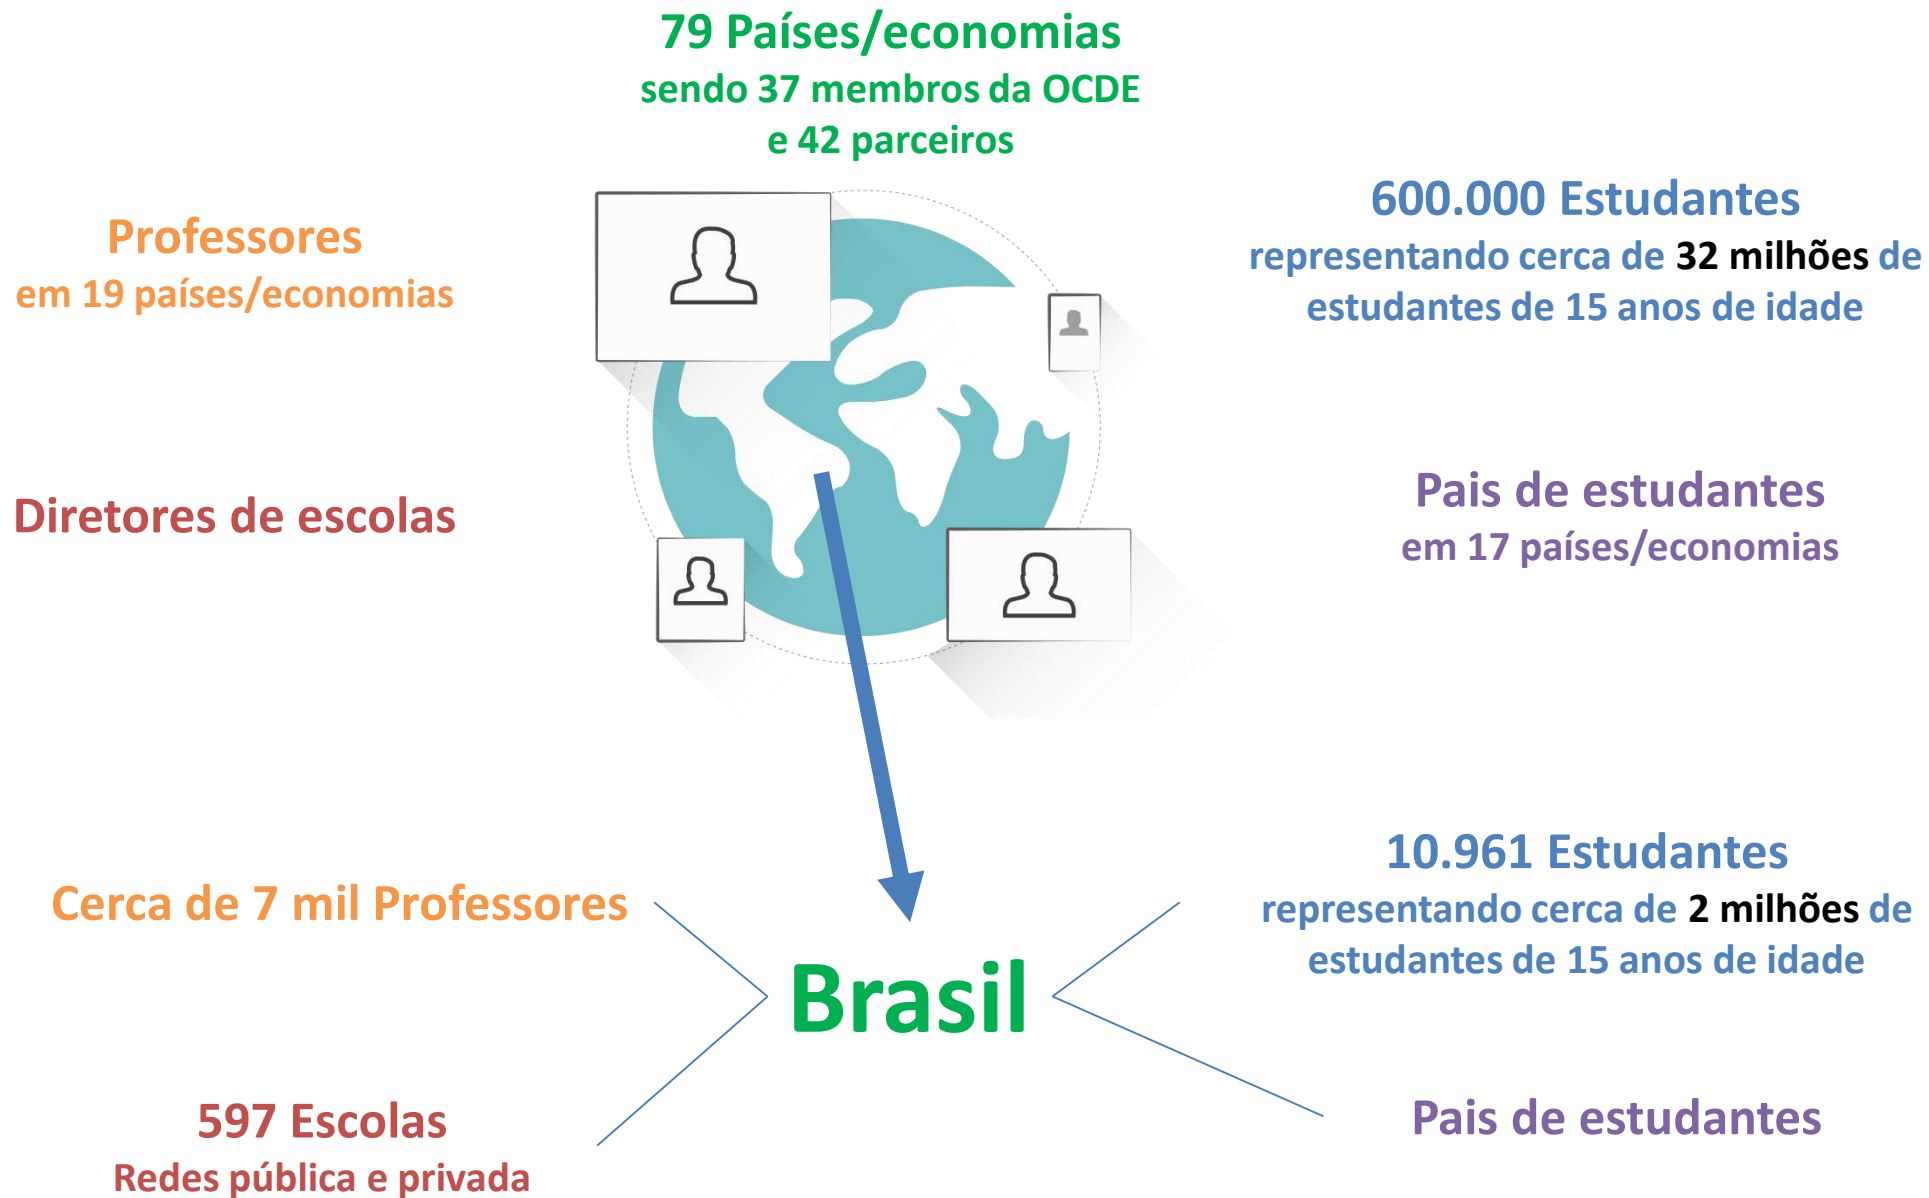 79 Países/economias
sendo 37 membros da OCDE
e 42 parceiros
Professores
em 19 países/economias
600.000 Estudantes
representando cerca de 32 milhões de
estudantes de 15 anos de idade
Diretores de escolas
Pais de estudantes
em 17 países/economias
Cerca de 7 mil Professores
10.961 Estudantes
representando cerca de 2 milhões de
estudantes de 15 anos de idade
Brasil
597 Escolas
Redes pública e privada
Pais de estudantes